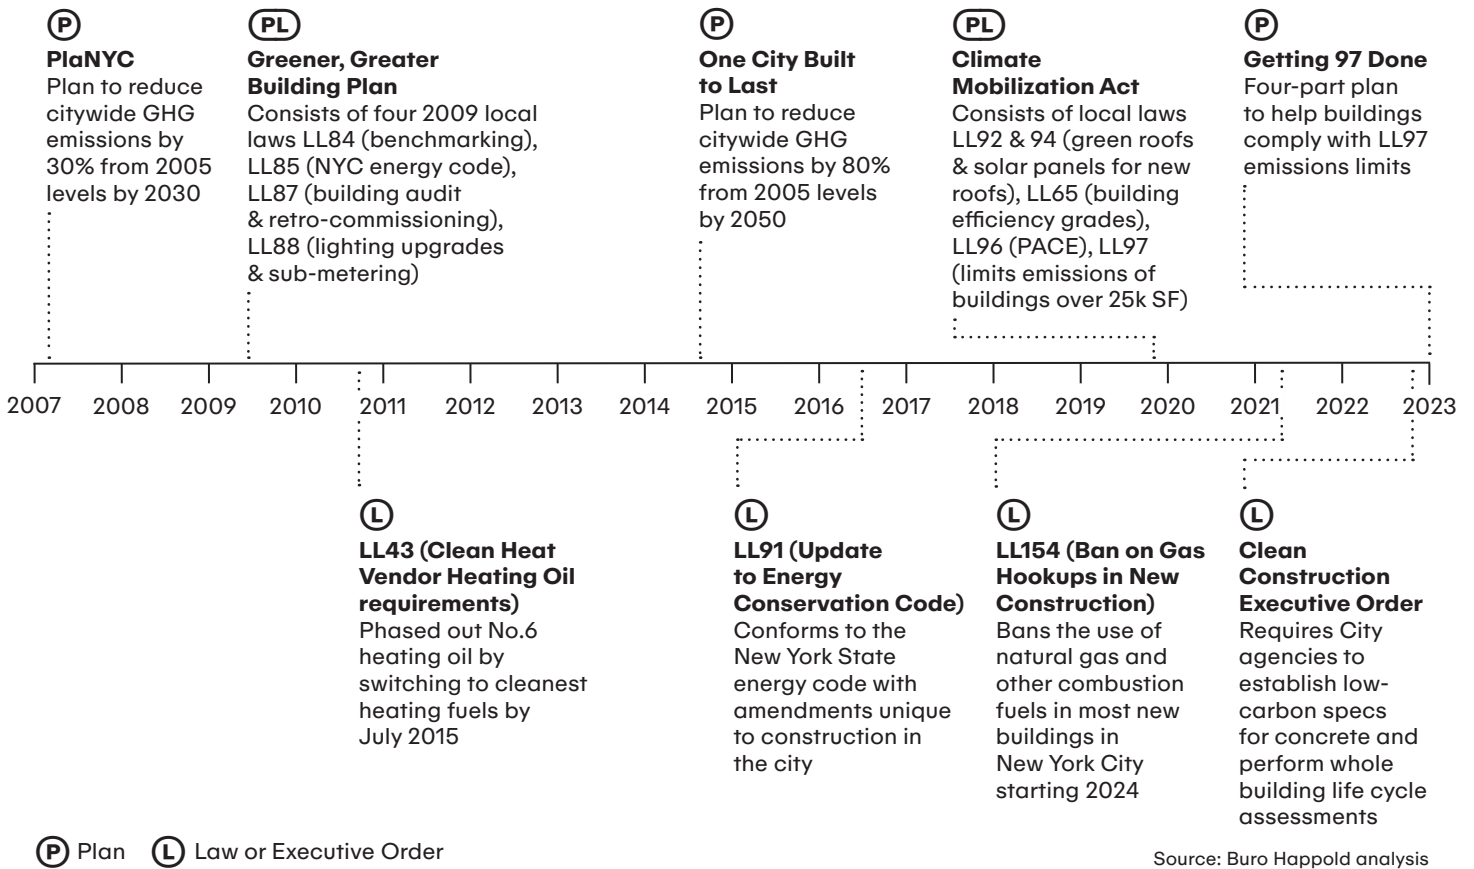 P
PlaNYC
Plan to reduce
citywide GHG
emissions by
30% from 2005
levels by 2030
PL
Greener, Greater
Building Plan
Consists of four 2009 local
laws LL84 (benchmarking),
LL85 (NYC energy code),
LL87 (building audit
& retro-commissioning),
LL88 (lighting upgrades
& sub-metering)
P
One City Built
to Last
Plan to reduce
citywide GHG
emissions by 80%
from 2005 levels
by 2050
PL
Climate
Mobilization Act
Consists of local laws
LL92 & 94 (green roofs
& solar panels for new
roofs), LL65 (building
efficiency grades),
LL96 (PACE), LL97
(limits emissions of
buildings over 25k SF)
P
Getting 97 Done
Four-part plan
to help buildings
comply with LL97
emissions limits
2007 2008 2009 2010 2011 2012 2013 2014 2015 2016 2017 2018 2019 2020 2021 2022 2023
L
LL43 (Clean Heat
Vendor Heating Oil
requirements)
Phased out No.6
heating oil by
switching to cleanest
heating fuels by
July 2015
L
LL91 (Update
to Energy
Conservation Code)
Conforms to the
New York State
energy code with
amendments unique
to construction in
the city
L
LL154 (Ban on Gas
Hookups in New
Construction)
Bans the use of
natural gas and
other combustion
fuels in most new
buildings in
New York City
starting 2024
L
Clean
Construction
Executive Order
Requires City
agencies to
establish low-
carbon specs
for concrete and
perform whole
building life cycle
assessments
P Plan L Law or Executive Order
Source: Buro Happold analysis